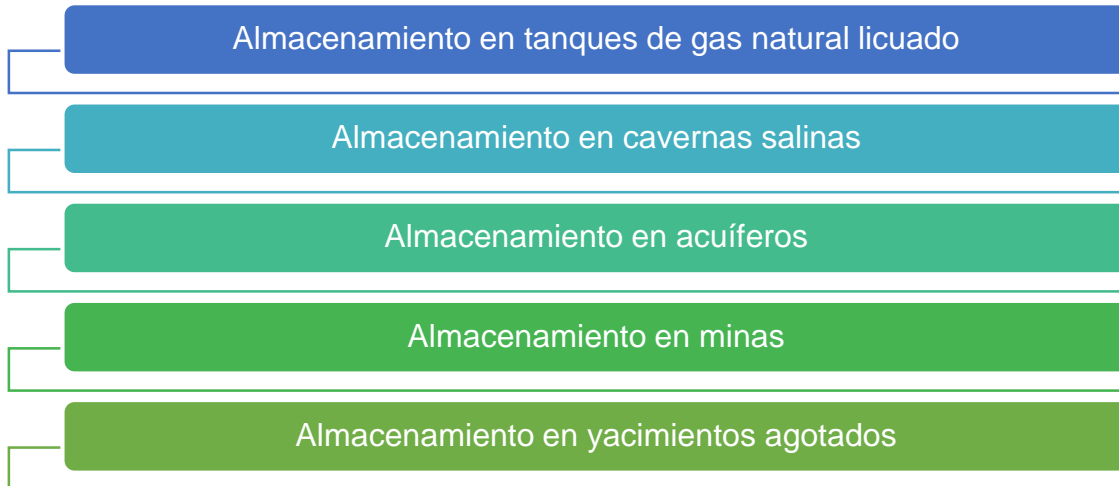 Almacenamiento en tanques de gas natural licuado
Almacenamiento en cavernas salinas
Almacenamiento en acuíferos
Almacenamiento en minas
Almacenamiento en yacimientos agotados